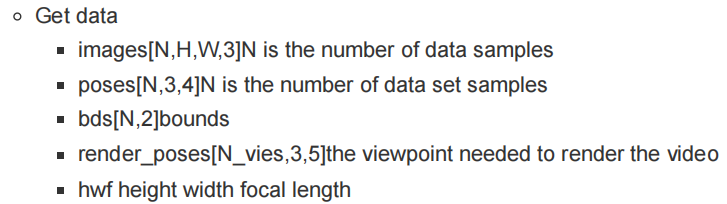 Get data
images[N,H,W,3]N is the number of data samples
poses[N,3,4]N is the number of data set samples
bds[N,2]bounds
render_poses[N_vies,3,5]the viewpoint needed to render the video
hwf height width focal length